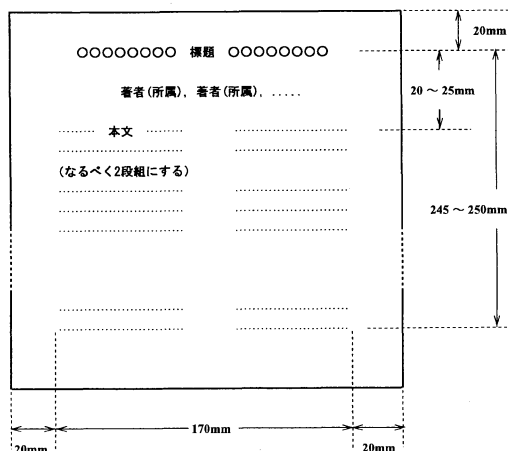 ○○○○○○○○ 標題 ○○○○○○○○
20mm
著者(所属), 著者(所属), .....
20 ～ 25mm
本文
(なるべく2段組にする)
245 ～ 250mm
170mm
20mm
20mm